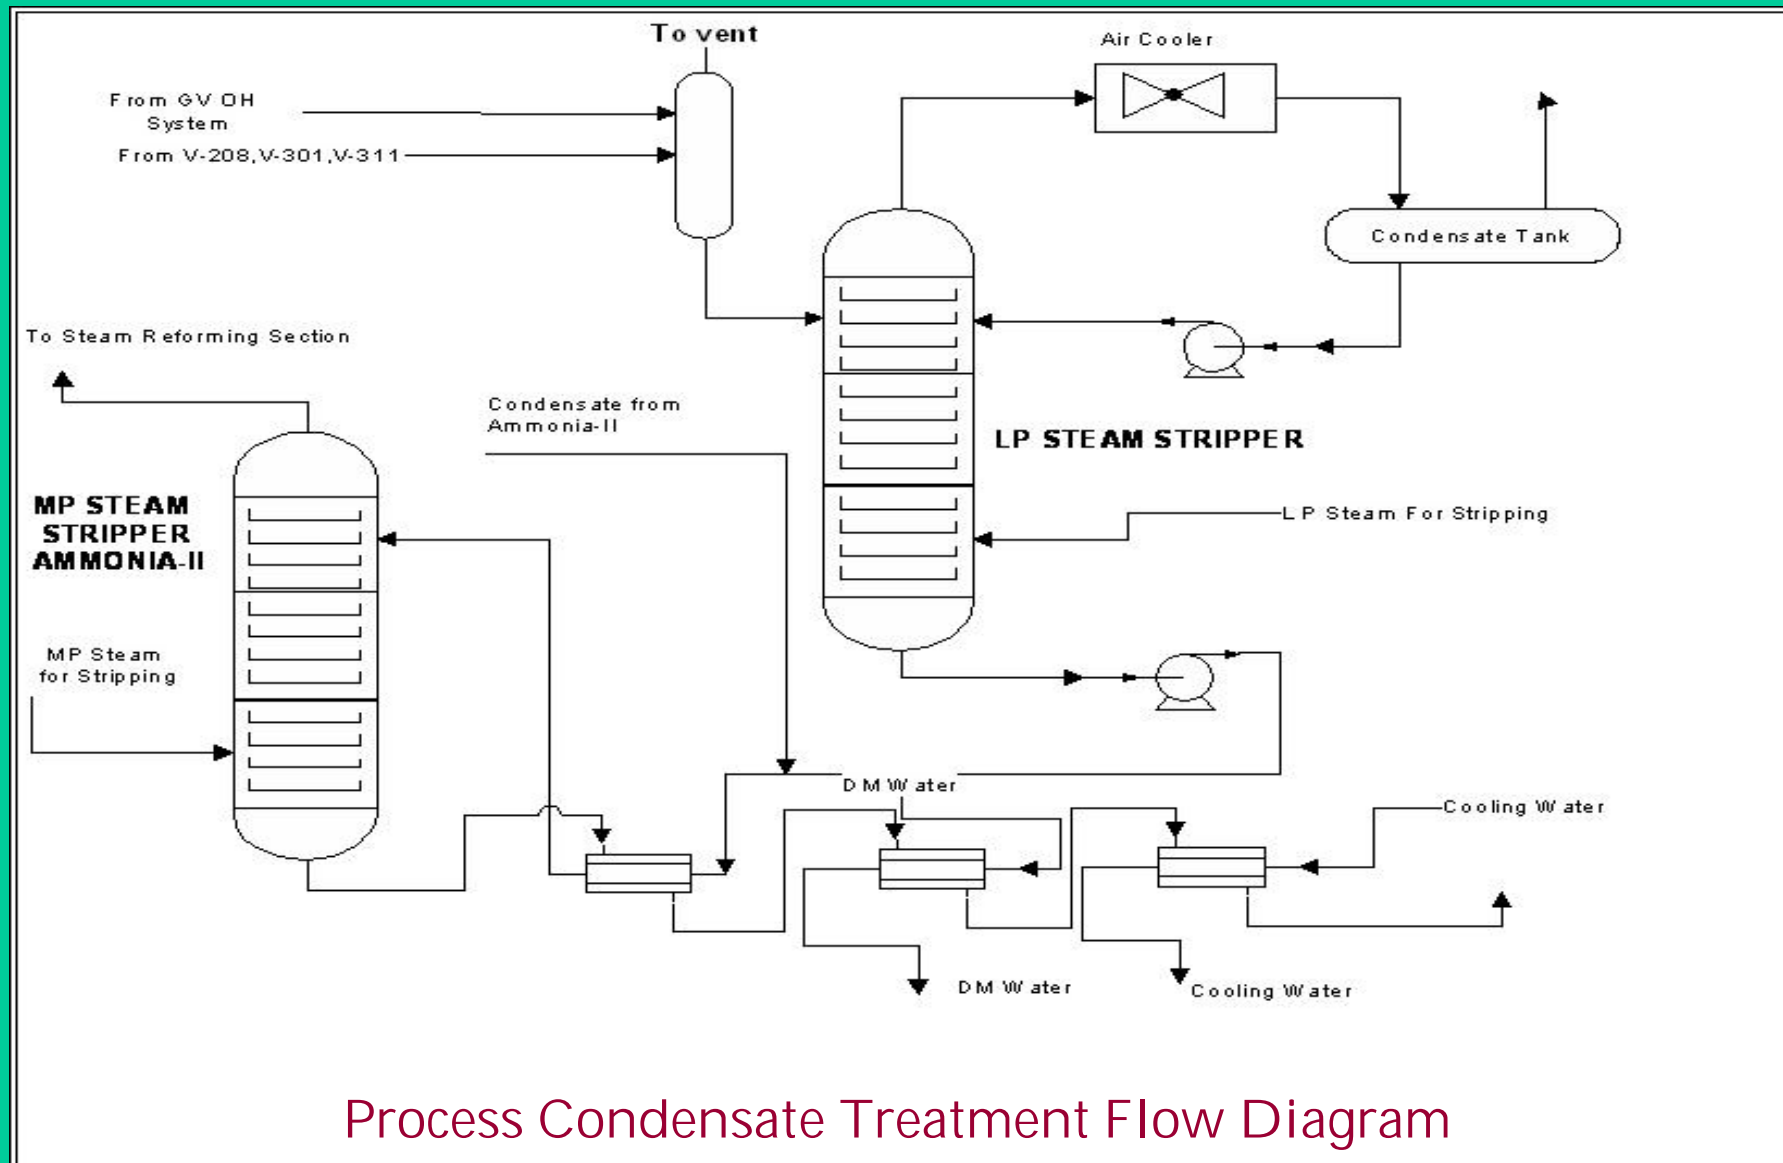 To vent
Air Cooler
From GV OH
System
From V-208,V-301,V-311
Condensate Tank
To Steam Reforming Section
Condensate from
Ammonia-II
LP STEAM STRIPPER
MP STEAM
STRIPPER
AMMONIA-II
LP Steam For Stripping
MP Steam
for Stripping
DM Water
Cooling Water
DM Water
Cooling Water
Process Condensate Treatment Flow Diagram